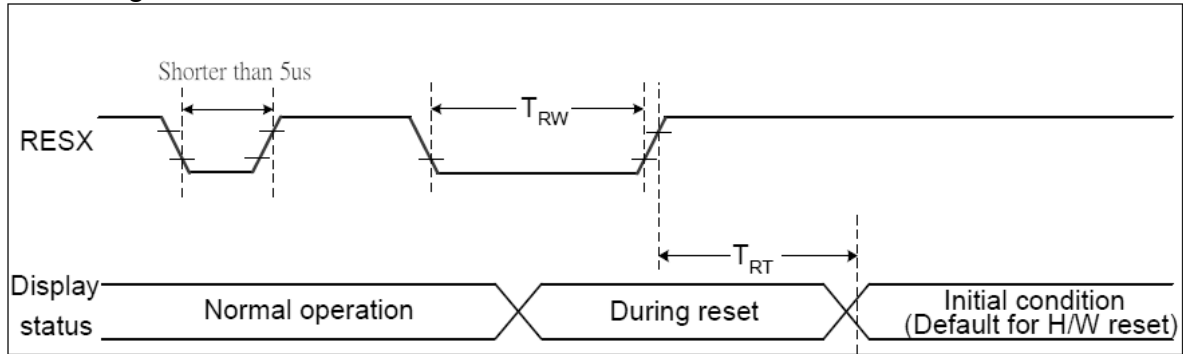 Shorter than 5us
TRW
RESX
TRT
Display
status
Normal operation
During reset
Initial condition
(Default for H/W reset)